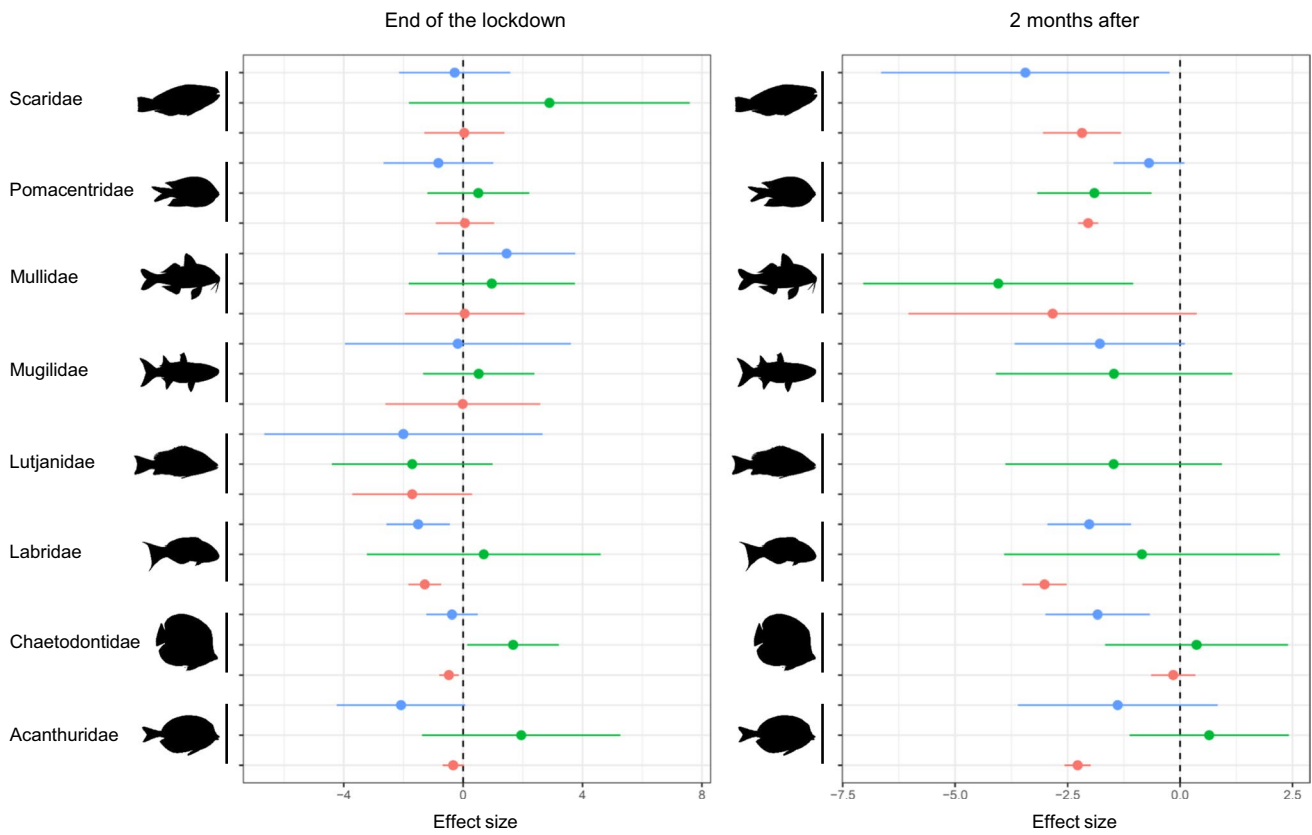 End of the lockdown
2 months after
Scaridae
Pomacentridae
Mullidae
Mugilidae
Lutjanidae
Labridae
Chaetodontidae
Acanthuridae
−4 0 4 8
−7.5 −5.0 −2.5 0.0 2.5
Effect size
Effect size